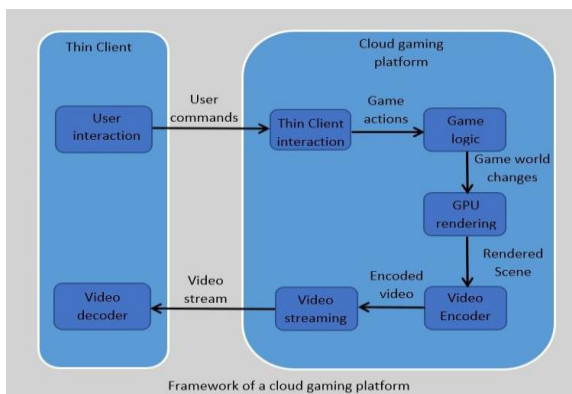 Thin Client
Cloud gaming
platform
User
interaction
User
commands
Thin Client
interaction
Game
actions
Game
logic
Game world
changes
GPU
rendering
Rendered
Scene
Video
Encoder
Encoded
video
Video
streaming
Video
stream
Video
decoder
Framework of a cloud gaming platform